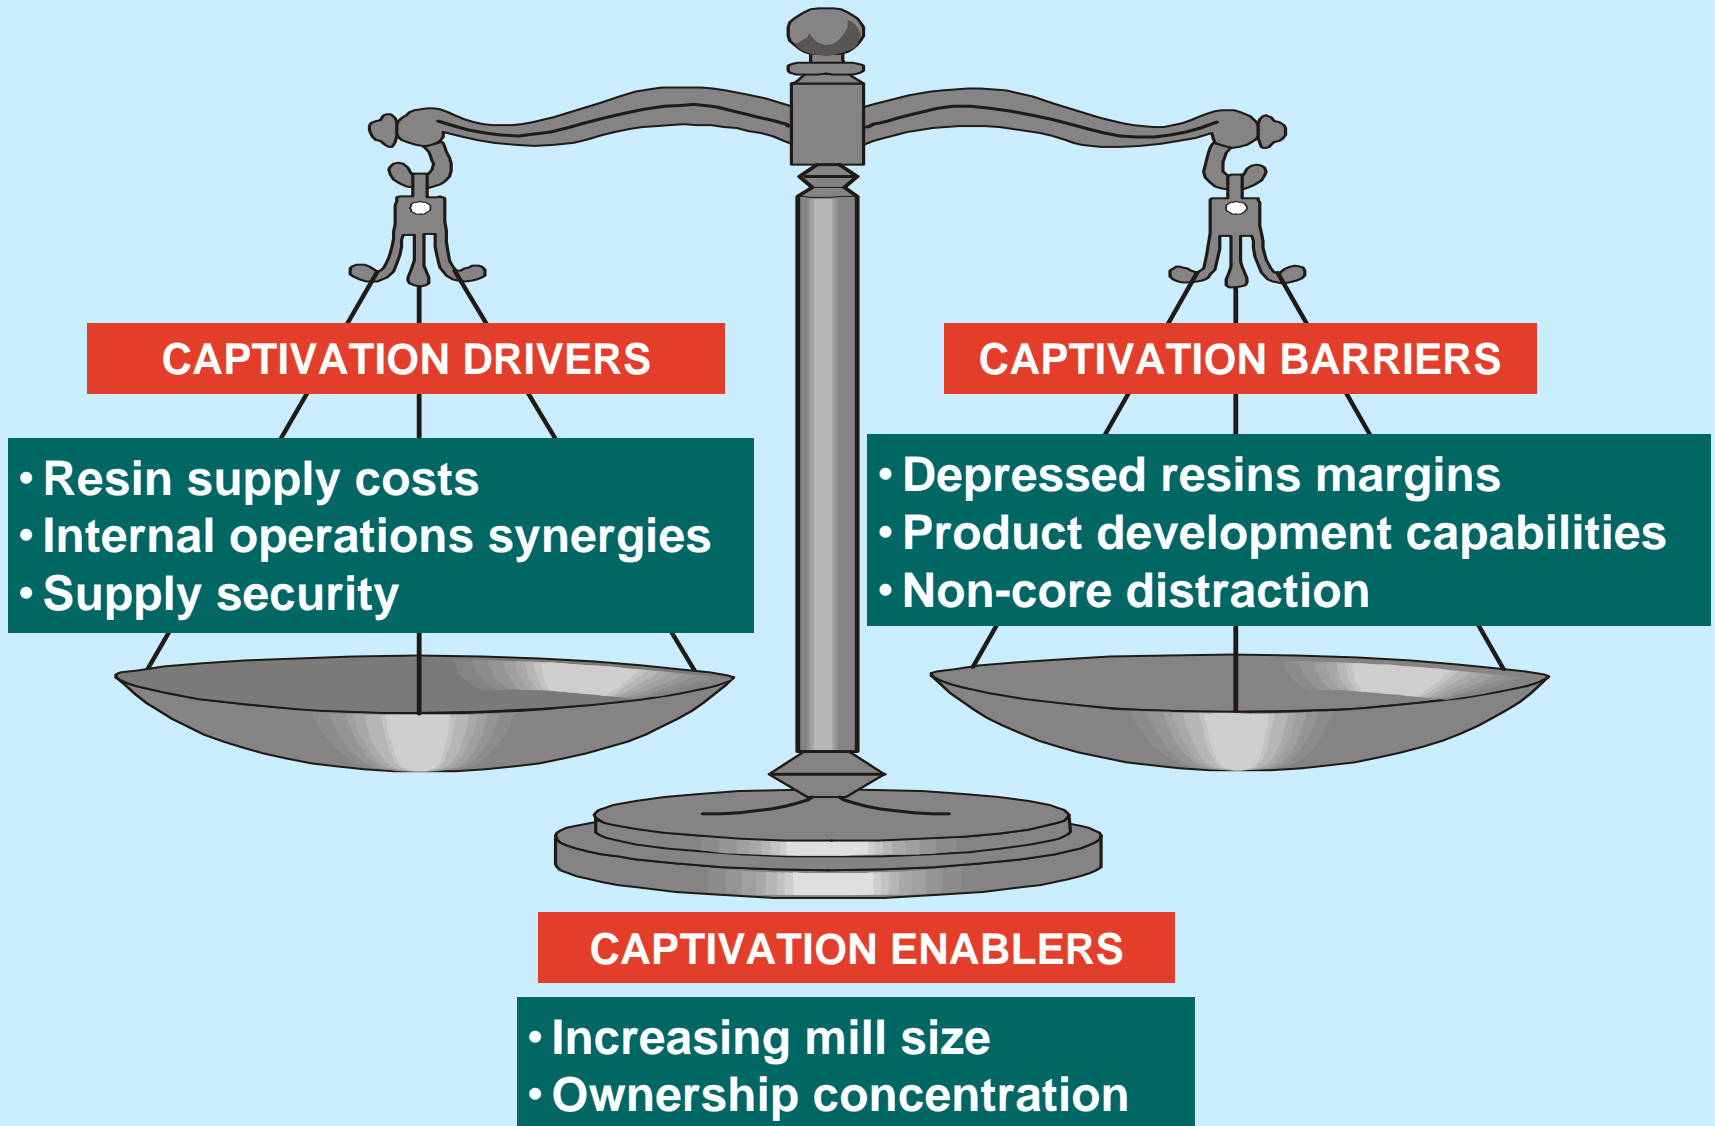 CAPTIVATION DRIVERS
• Resin supply costs
• Internal operations synergies
• Supply security
CAPTIVATION BARRIERS
• Depressed resins margins
• Product development capabilities
• Non-core distraction
CAPTIVATION ENABLERS
• Increasing mill size
• Ownership concentration